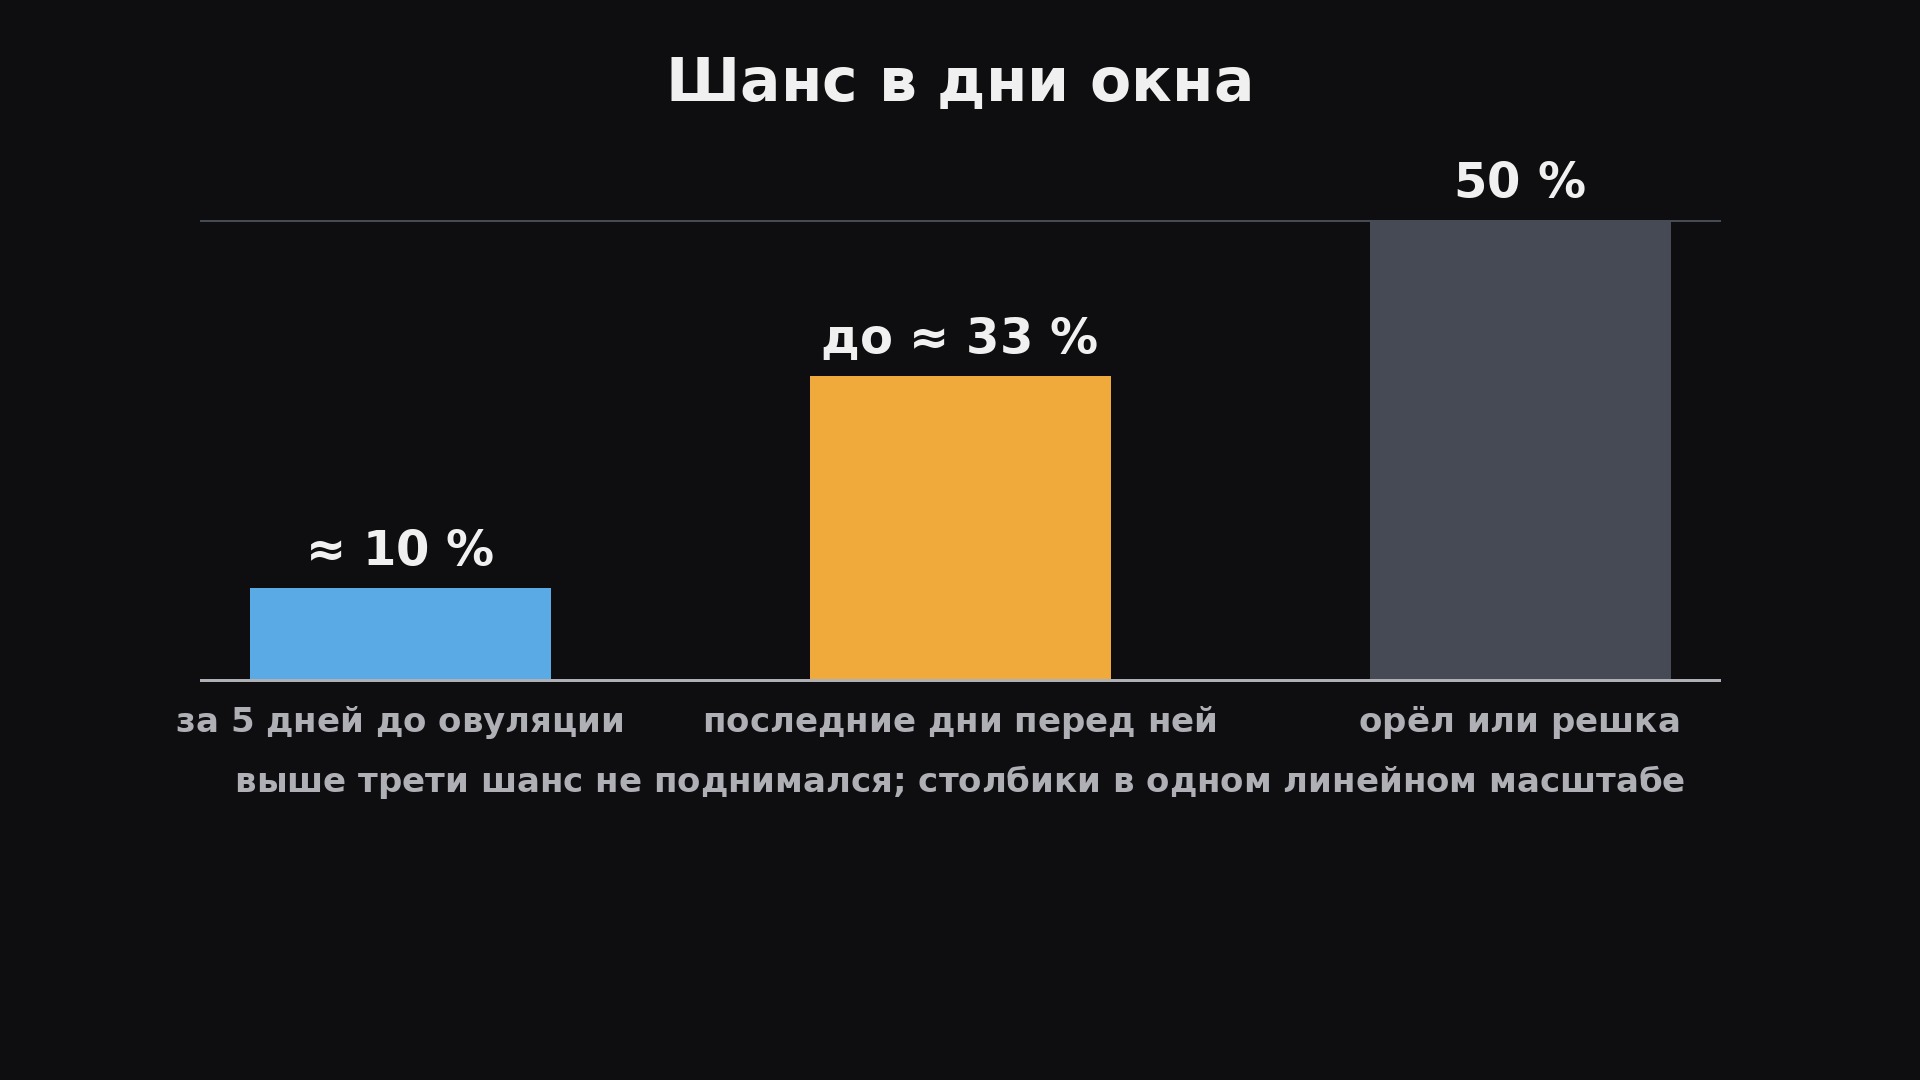 Шанс в дни окна
50 %
до ≈ 33 %
≈ 10 %
за 5 дней до овуляции
последние дни перед ней
орёл или решка
выше трети шанс не поднимался; столбики в одном линейном масштабе